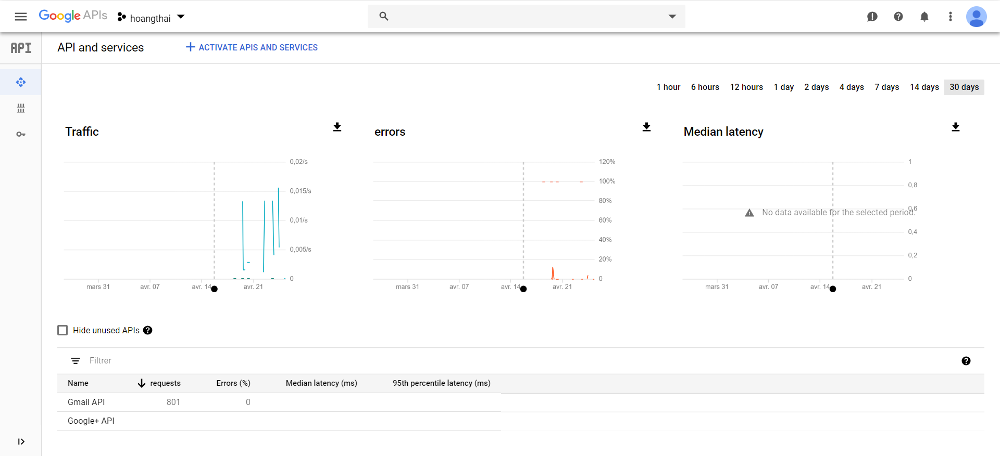 Google APIs hoangthai
API API and services ACTIVATE APIS AND SERVICES
1 hour 6 hours 12 hours 1 day 2 days 4 days 7 days 14 days 30 days
Traffic
0,02/s
0,015/s
0,01/s
0,005/s
0
mars 31 avr. 07 avr. 14 avr. 21
errors
120%
100%
80%
60%
40%
20%
0
mars 31 avr. 07 avr. 14 avr. 21
Median latency
1
0,8
0,6
No data available for the selected period.
0,4
0,2
0
mars 31 avr. 07 avr. 14 avr. 21
Hide unused APIs
Filtrer
Name requests Errors (%) Median latency (ms) 95th percentile latency (ms)
Gmail API 801 0
Google+ API